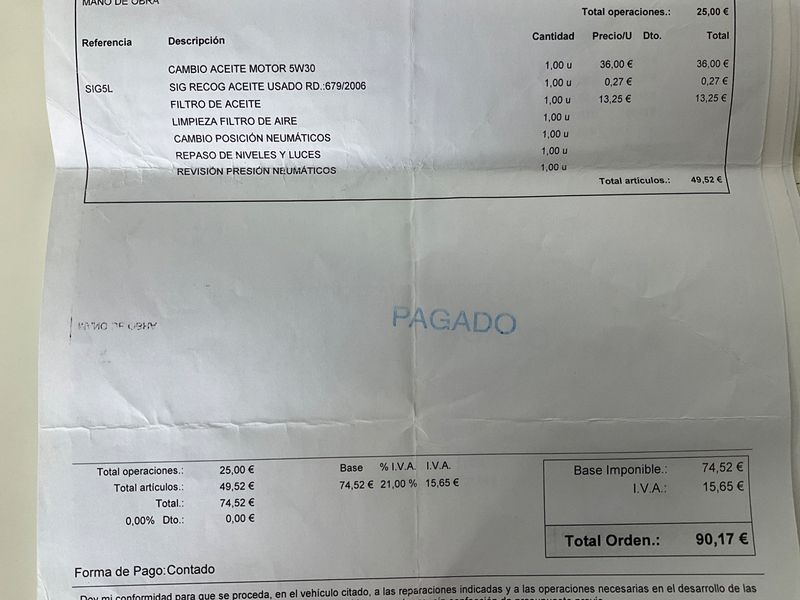 MANO DE OBRA
Total operaciones.: 25,00 €
Referencia Descripción Cantidad Precio/U Dto. Total
CAMBIO ACEITE MOTOR 5W30 1,00 u 36,00 € 36,00 €
SIG5L SIG RECOG ACEITE USADO RD.:679/2006 1,00 u 0,27 € 0,27 €
FILTRO DE ACEITE 1,00 u 13,25 € 13,25 €
LIMPIEZA FILTRO DE AIRE 1,00 u
CAMBIO POSICIÓN NEUMÁTICOS 1,00 u
REPASO DE NIVELES Y LUCES 1,00 u
REVISIÓN PRESIÓN NEUMÁTICOS 1,00 u
Total artículos.: 49,52 €
PAGADO
MANO DE OBRA
Total operaciones.: 25,00 €
Total artículos.: 49,52 €
Total.: 74,52 €
0,00% Dto.: 0,00 €
Base % I.V.A. I.V.A.
74,52 € 21,00 % 15,65 €
Base Imponible.: 74,52 €
I.V.A.: 15,65 €
Total Orden.: 90,17 €
Forma de Pago:Contado
Doy mi conformidad para que se proceda, en el vehículo citado, a las reparaciones indicadas y a las operaciones necesarias en el desarrollo de las